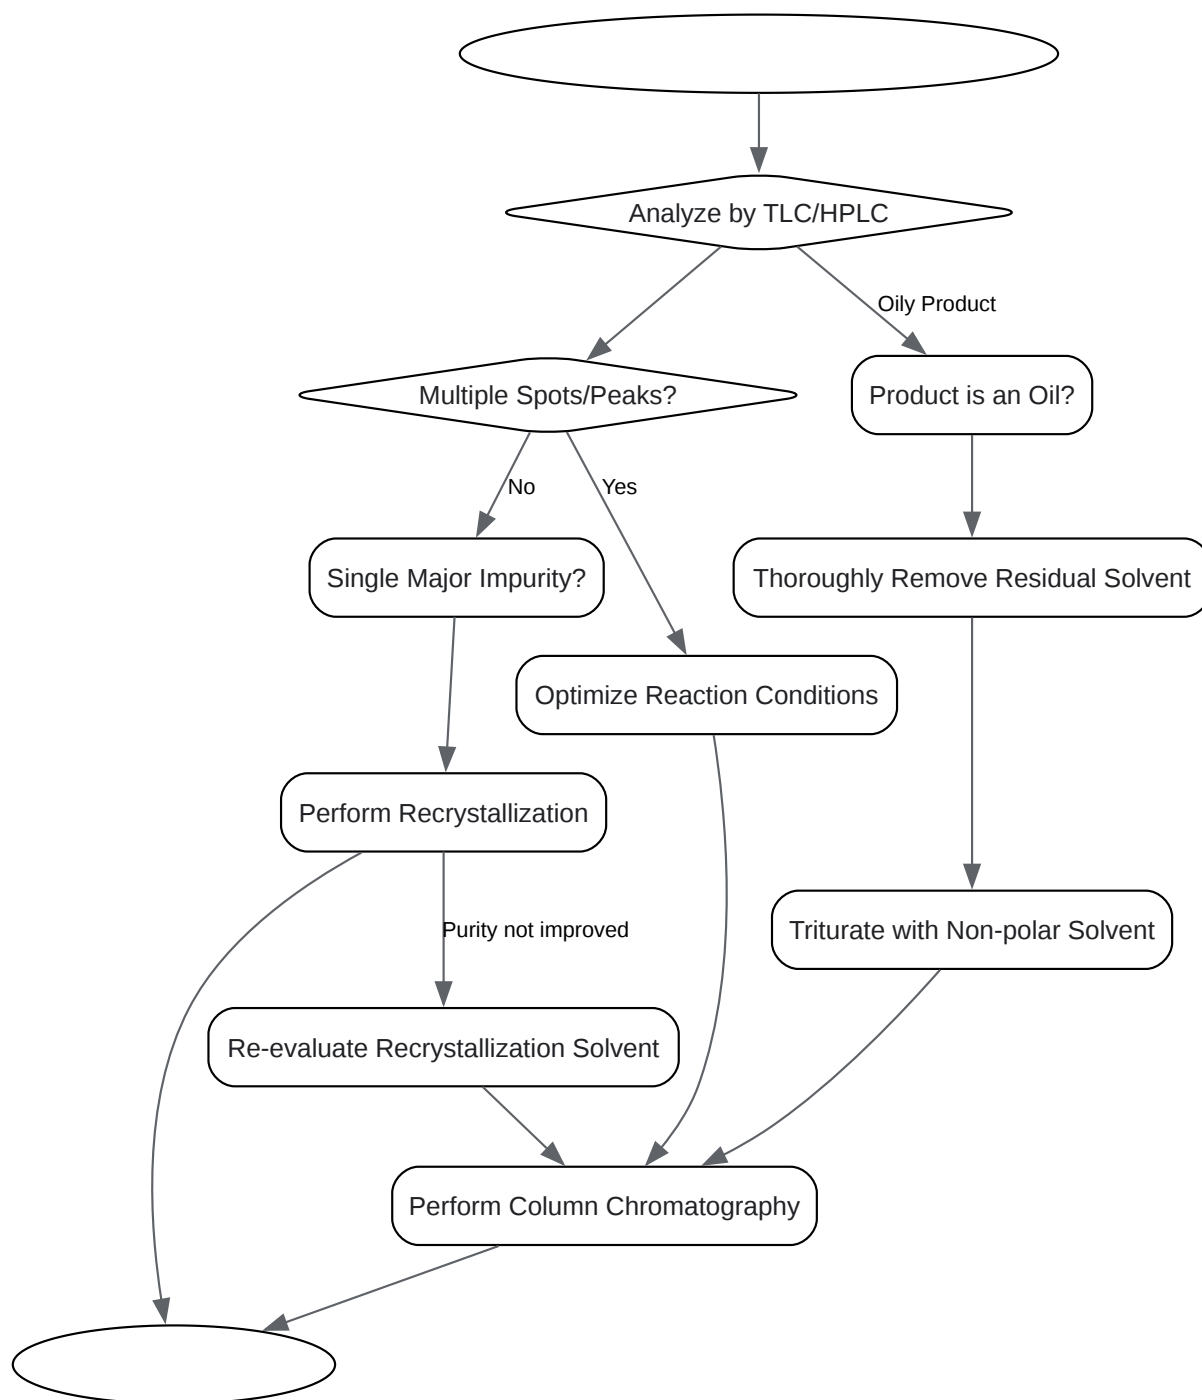 Analyze by TLC/HPLC
Oily Product
Multiple Spots/Peaks?
Product is an Oil?
No
Yes
Single Major Impurity?
Thoroughly Remove Residual Solvent
Optimize Reaction Conditions
Perform Recrystallization
Purity not improved
Triturate with Non-polar Solvent
Re-evaluate Recrystallization Solvent
Perform Column Chromatography